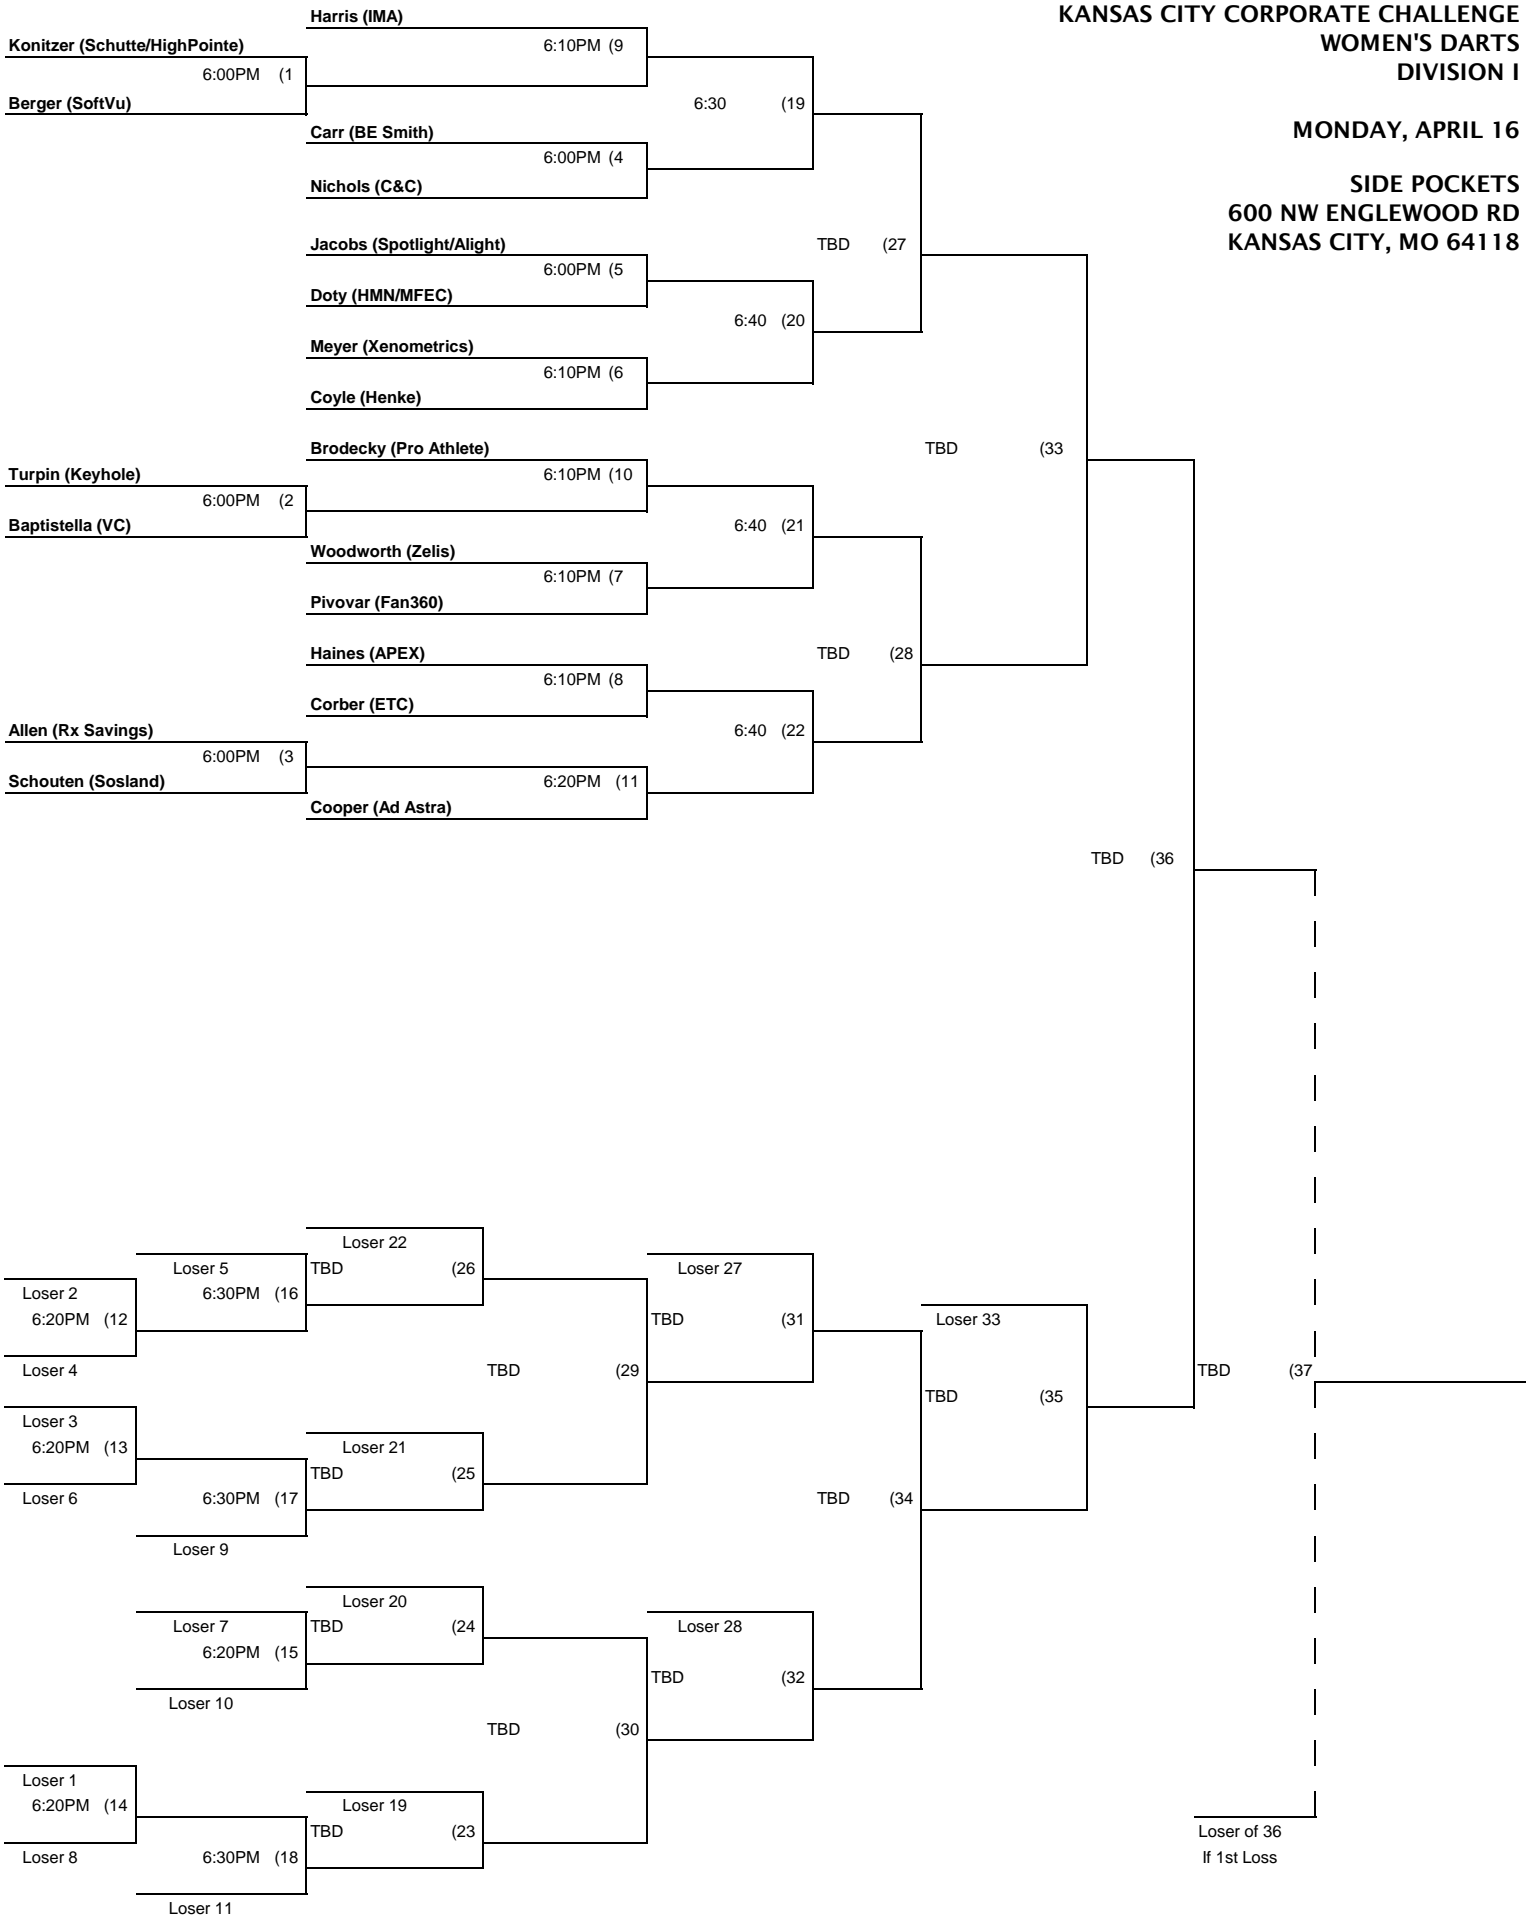 KANSAS CITY CORPORATE CHALLENGE
WOMEN'S DARTS
DIVISION I
MONDAY, APRIL 16
SIDE POCKETS
600 NW ENGLEWOOD RD
KANSAS CITY, MO 64118
Harris (IMA)
Konitzer (Schutte/HighPointe)
6:10PM (9
6:00PM (1
Berger (SoftVu)
6:30 (19
Carr (BE Smith)
6:00PM (4
Nichols (C&C)
Jacobs (Spotlight/Alight)
TBD (27
6:00PM (5
Doty (HMN/MFEC)
6:40 (20
Meyer (Xenometrics)
6:10PM (6
Coyle (Henke)
Brodecky (Pro Athlete)
TBD (33
Turpin (Keyhole)
6:10PM (10
6:00PM (2
Baptistella (VC)
6:40 (21
Woodworth (Zelis)
6:10PM (7
Pivovar (Fan360)
Haines (APEX)
TBD (28
6:10PM (8
Corber (ETC)
Allen (Rx Savings)
6:40 (22
6:00PM (3
Schouten (Sosland)
6:20PM (11
Cooper (Ad Astra)
TBD (36
Loser 22
Loser 5
TBD (26
Loser 27
Loser 2
6:30PM (16
6:20PM (12
TBD (31
Loser 33
Loser 4
TBD (29
TBD (37
TBD (35
Loser 3
6:20PM (13
Loser 21
TBD (25
Loser 6
6:30PM (17
TBD (34
Loser 9
Loser 20
Loser 7
TBD (24
Loser 28
6:20PM (15
TBD (32
Loser 10
TBD (30
Loser 1
6:20PM (14
Loser 19
TBD (23
Loser of 36
Loser 8
6:30PM (18
If 1st Loss
Loser 11